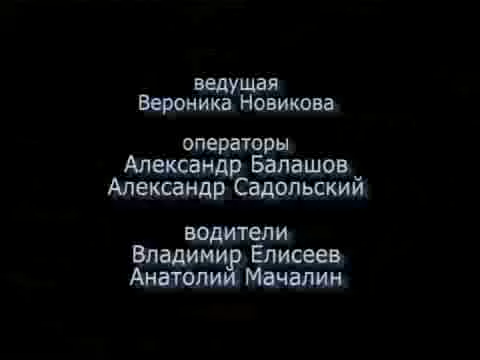 ведущая
Вероника Новикова
операторы
Александр Балашов
Александр Садольский
водители
Владимир Елисеев
Анатолий Мачалин